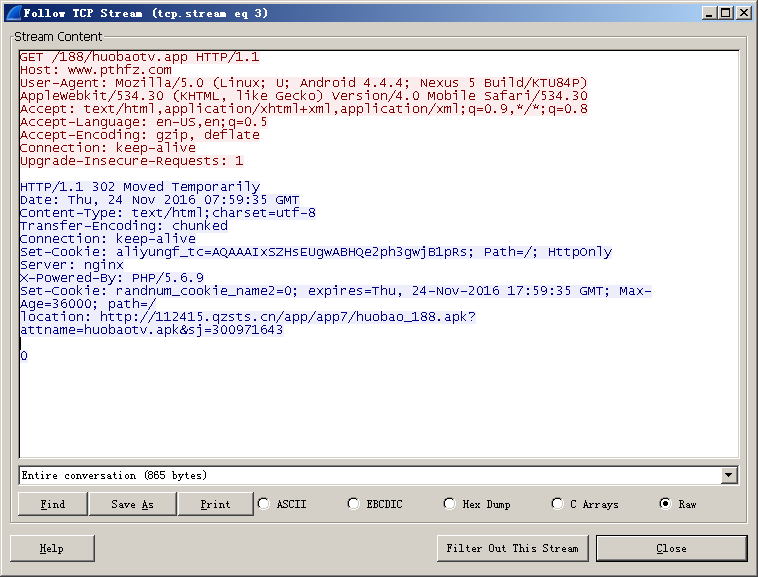 Follow TCP Stream (tcp.stream eq 3)
Stream Content
GET /188/huobaotv.app HTTP/1.1
Host: www.pthfz.com
User-Agent: Mozilla/5.0 (Linux; U; Android 4.4.4; Nexus 5 Build/KTU84P)
AppleWebkit/534.30 (KHTML, like Gecko) Version/4.0 Mobile Safari/534.30
Accept: text/html,application/xhtml+xml,application/xml;q=0.9,*/*;q=0.8
Accept-Language: en-US,en;q=0.5
Accept-Encoding: gzip, deflate
Connection: keep-alive
Upgrade-Insecure-Requests: 1
HTTP/1.1 302 Moved Temporarily
Date: Thu, 24 Nov 2016 07:59:35 GMT
Content-Type: text/html;charset=utf-8
Transfer-Encoding: chunked
Connection: keep-alive
Set-Cookie: aliyungf_tc=AQAAAIxSZHsEUgwABHQe2ph3gwjB1pRs; Path=/; HttpOnly
Server: nginx
X-Powered-By: PHP/5.6.9
Set-Cookie: randnum_cookie_name2=0; expires=Thu, 24-Nov-2016 17:59:35 GMT; Max-
Age=36000; path=/
location: http://112415.qzsts.cn/app/app7/huobao_188.apk?
attname=huobaotv.apk&sj=300971643
0
Entire conversation (865 bytes)
Find Save As Print ASCII EBCDIC Hex Dump C Arrays Raw
Help Filter Out This Stream Close